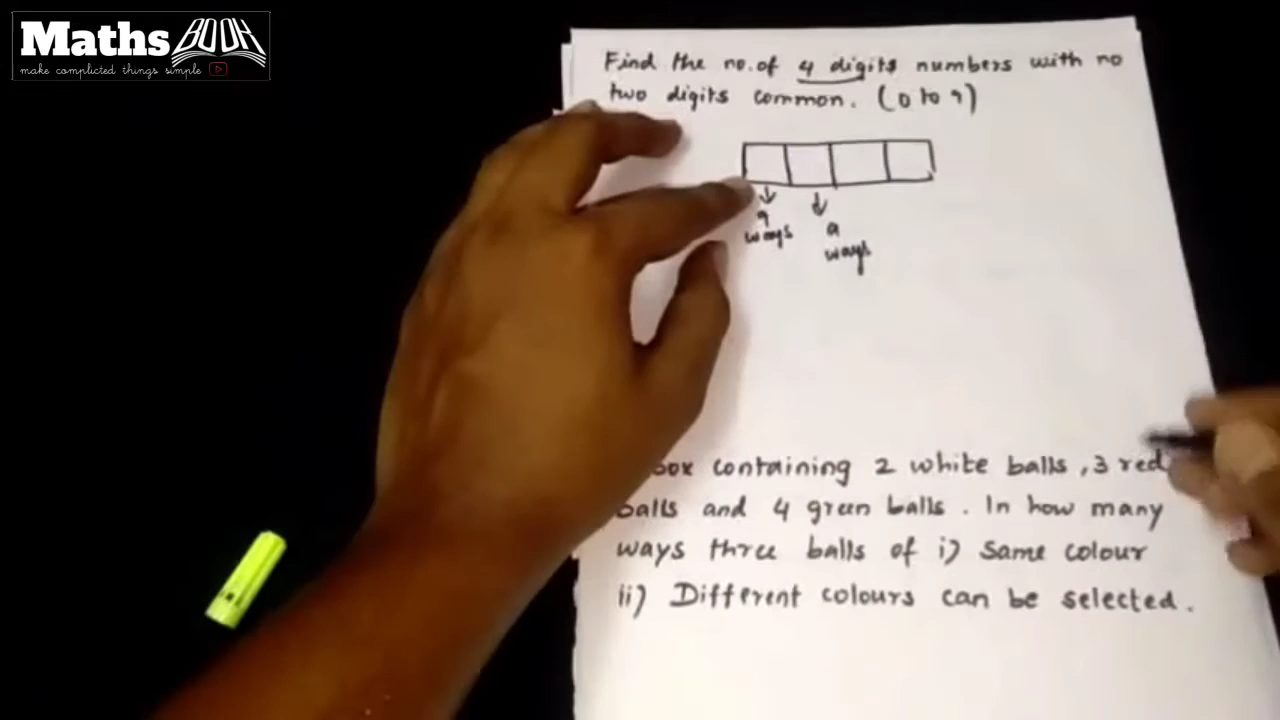 Maths BOOK
make complicted things simple
Find the no. of 4 digits numbers with no
two digits common. (0 to 9)
9 ways
9 ways
box containing 2 white balls, 3 red
balls and 4 green balls. In how many
ways three balls of i) Same colour
ii) Different colours can be selected.